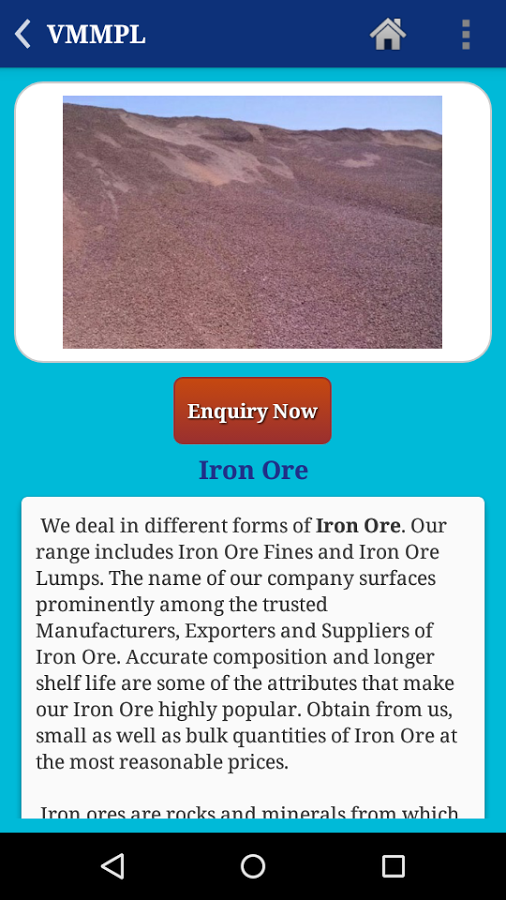 VMMPL
Enquiry Now
Iron Ore
We deal in different forms of Iron Ore. Our
range includes Iron Ore Fines and Iron Ore
Lumps. The name of our company surfaces
prominently among the trusted
Manufacturers, Exporters and Suppliers of
Iron Ore. Accurate composition and longer
shelf life are some of the attributes that make
our Iron Ore highly popular. Obtain from us,
small as well as bulk quantities of Iron Ore at
the most reasonable prices.
Iron ores are rocks and minerals from which